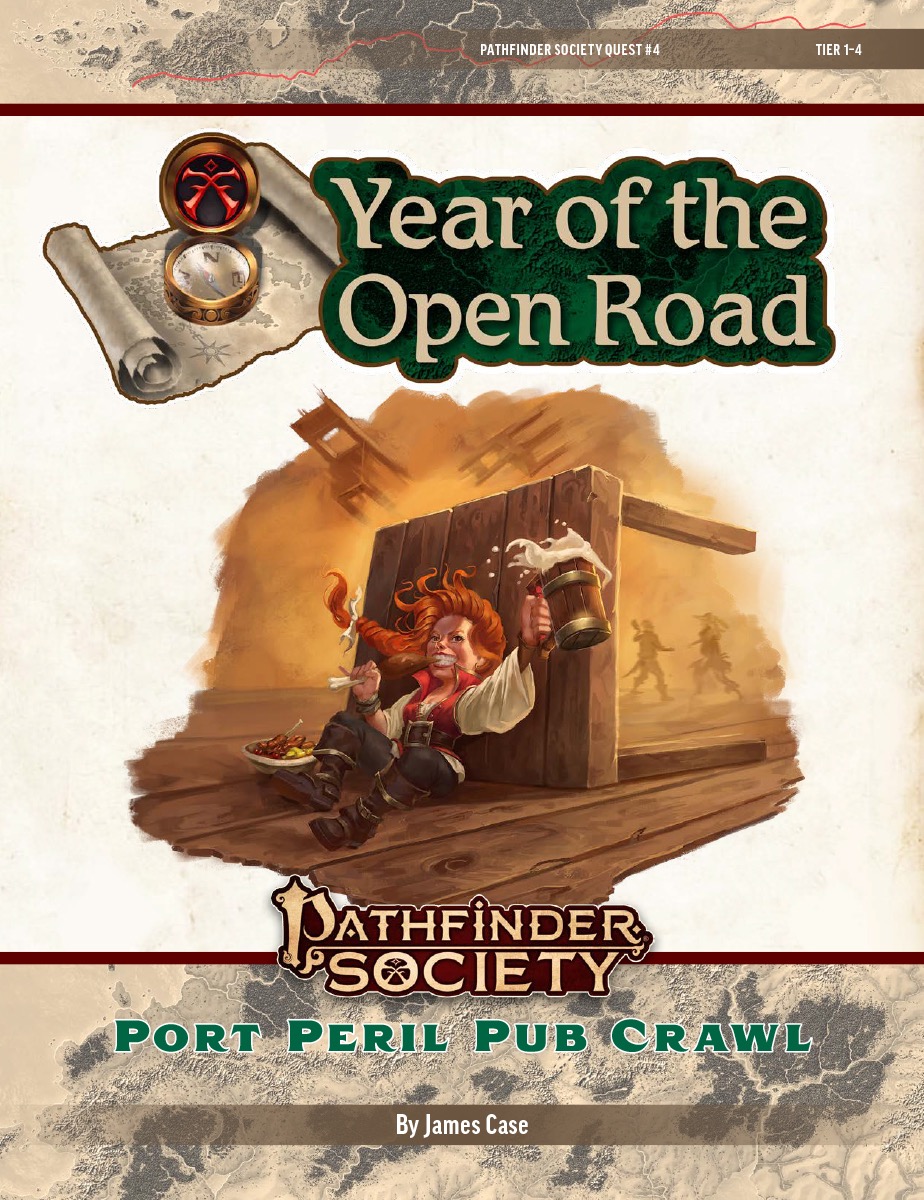 PATHFINDER SOCIETY QUEST #4
TIER 1–4
Year of the
Open Road
N
E
PATHFINDER
SOCIETY
PORT PERIL PUB CRAWL
By James Case